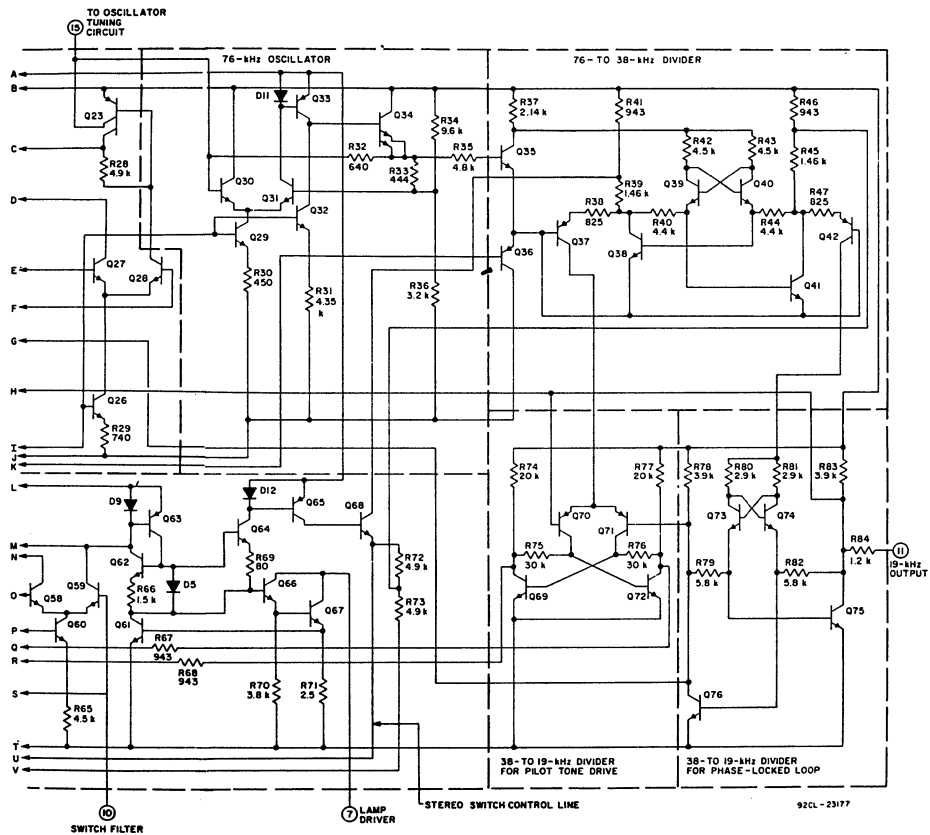 TO OSCILLATOR
TUNING
CIRCUIT
15
76-kHz OSCILLATOR
76- TO 38-kHz DIVIDER
A
B
C
D
E
F
G
H
I
J
K
L
M
N
O
P
Q
R
S
T
U
V
Q23
R28
4.9 k
Q27
Q28
Q26
R29
740
D11
Q33
Q34
R34
9.6 k
R32
640
R33
444
R35
4.8 k
Q30
Q31
Q32
Q29
R30
450
R31
4.35
k
R36
3.2 k
R37
2.14 k
Q35
Q36
R41
943
R39
1.46 k
R38
825
Q37
Q38
R40
4.4 k
R42
4.5 k
R43
4.5 k
Q39
Q40
R44
4.4 k
R46
943
R45
1.46 k
R47
825
Q42
Q41
D9
Q63
Q62
R66
1.5 k
D5
Q61
Q58
Q59
Q60
R65
4.5 k
R67
943
R68
943
D12
Q65
Q64
R69
80
Q66
Q67
R70
3.8 k
R71
2.5
Q68
R72
4.9 k
R73
4.9 k
R74
20 k
R77
20 k
Q70
Q71
R75
30 k
R76
30 k
Q69
Q72
R78
3.9 k
R80
2.9 k
R81
2.9 k
R83
3.9 k
Q73
Q74
R79
5.8 k
R82
5.8 k
R84
1.2 k
11
19-kHz
OUTPUT
Q75
Q76
38- TO 19-kHz DIVIDER
FOR PILOT TONE DRIVE
38- TO 19-kHz DIVIDER
FOR PHASE-LOCKED LOOP
10
SWITCH FILTER
7
LAMP
DRIVER
STEREO SWITCH CONTROL LINE
92CL-23177